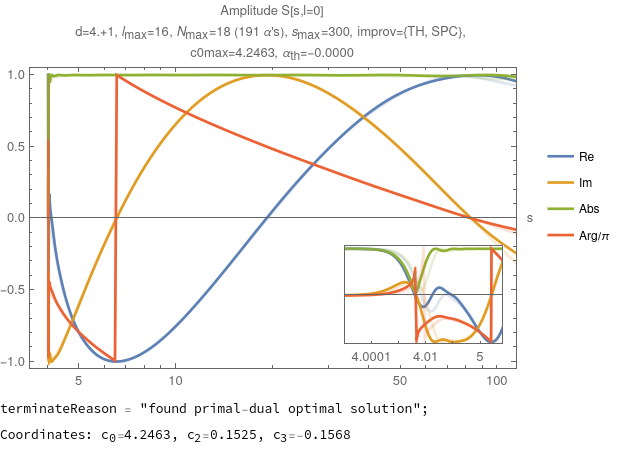 Amplitude S[s,l=0]
d=4.+1, lmax=16, Nmax=18 (191 α's), smax=300, improv={TH, SPC},
c0max=4.2463, αth=-0.0000
1.0
0.5
0.0
-0.5
-1.0
s
Re
Im
Abs
Arg/π
4.0001 4.01 5
5 10 50 100
terminateReason = "found primal-dual optimal solution";
Coordinates: c0=4.2463, c2=0.1525, c3=-0.1568